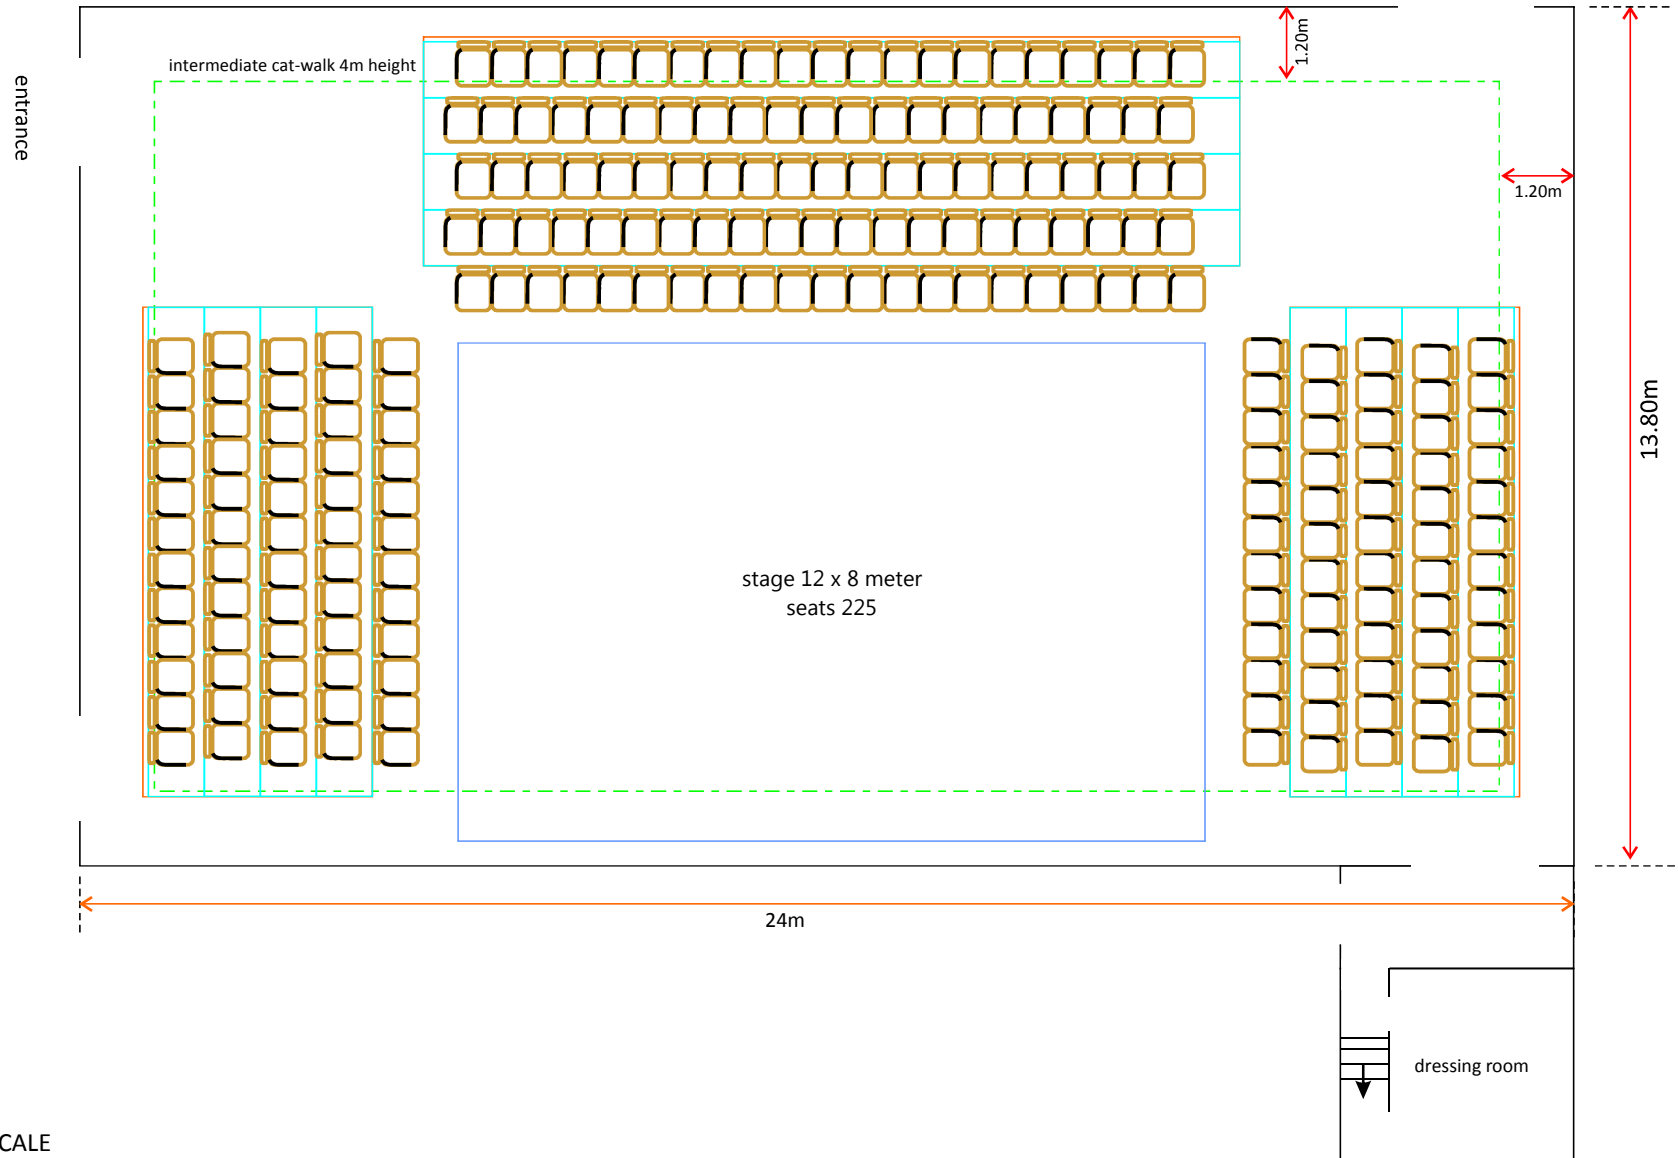 entrance
intermediate cat-walk 4m height
1.20m
1.20m
13.80m
stage 12 x 8 meter
seats 225
24m
dressing room
CALE